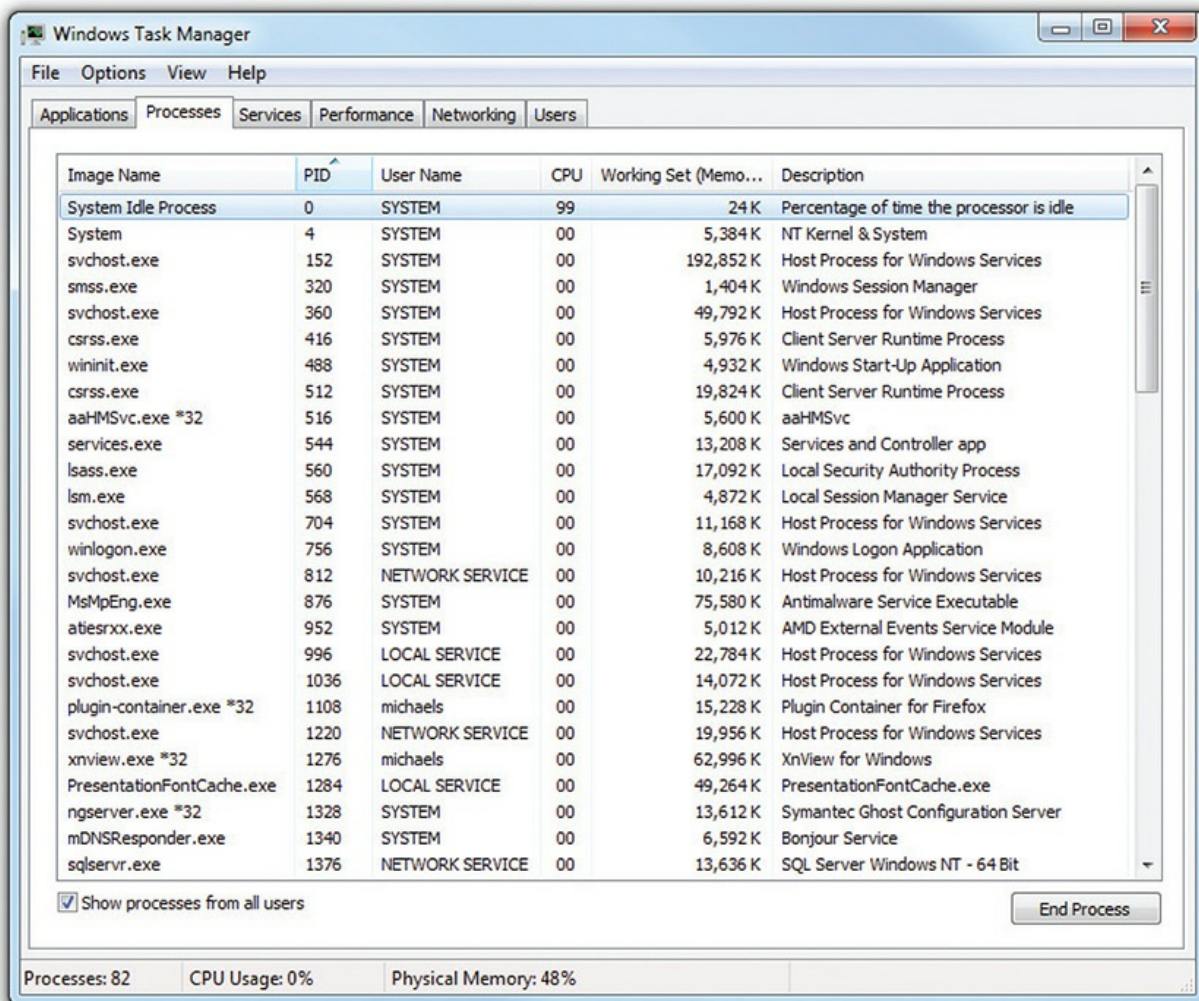 Windows Task Manager
File Options View Help
Applications Processes Services Performance Networking Users
Image Name PID User Name CPU Working Set (Memo... Description
System Idle Process 0 SYSTEM 99 24 K Percentage of time the processor is idle
System 4 SYSTEM 00 5,384 K NT Kernel & System
svchost.exe 152 SYSTEM 00 192,852 K Host Process for Windows Services
smss.exe 320 SYSTEM 00 1,404 K Windows Session Manager
svchost.exe 360 SYSTEM 00 49,792 K Host Process for Windows Services
csrss.exe 416 SYSTEM 00 5,976 K Client Server Runtime Process
wininit.exe 488 SYSTEM 00 4,932 K Windows Start-Up Application
csrss.exe 512 SYSTEM 00 19,824 K Client Server Runtime Process
aaHMSvc.exe *32 516 SYSTEM 00 5,600 K aaHMSvc
services.exe 544 SYSTEM 00 13,208 K Services and Controller app
lsass.exe 560 SYSTEM 00 17,092 K Local Security Authority Process
lsm.exe 568 SYSTEM 00 4,872 K Local Session Manager Service
svchost.exe 704 SYSTEM 00 11,168 K Host Process for Windows Services
winlogon.exe 756 SYSTEM 00 8,608 K Windows Logon Application
svchost.exe 812 NETWORK SERVICE 00 10,216 K Host Process for Windows Services
MsMpEng.exe 876 SYSTEM 00 75,580 K Antimalware Service Executable
atiesrxx.exe 952 SYSTEM 00 5,012 K AMD External Events Service Module
svchost.exe 996 LOCAL SERVICE 00 22,784 K Host Process for Windows Services
svchost.exe 1036 LOCAL SERVICE 00 14,072 K Host Process for Windows Services
plugin-container.exe *32 1108 michaels 00 15,228 K Plugin Container for Firefox
svchost.exe 1220 NETWORK SERVICE 00 19,956 K Host Process for Windows Services
xnview.exe *32 1276 michaels 00 62,996 K XnView for Windows
PresentationFontCache.exe 1284 LOCAL SERVICE 00 49,264 K PresentationFontCache.exe
ngserver.exe *32 1328 SYSTEM 00 13,612 K Symantec Ghost Configuration Server
mDNSResponder.exe 1340 SYSTEM 00 6,592 K Bonjour Service
sqlservr.exe 1376 NETWORK SERVICE 00 13,636 K SQL Server Windows NT - 64 Bit
Show processes from all users
End Process
Processes: 82 CPU Usage: 0% Physical Memory: 48%